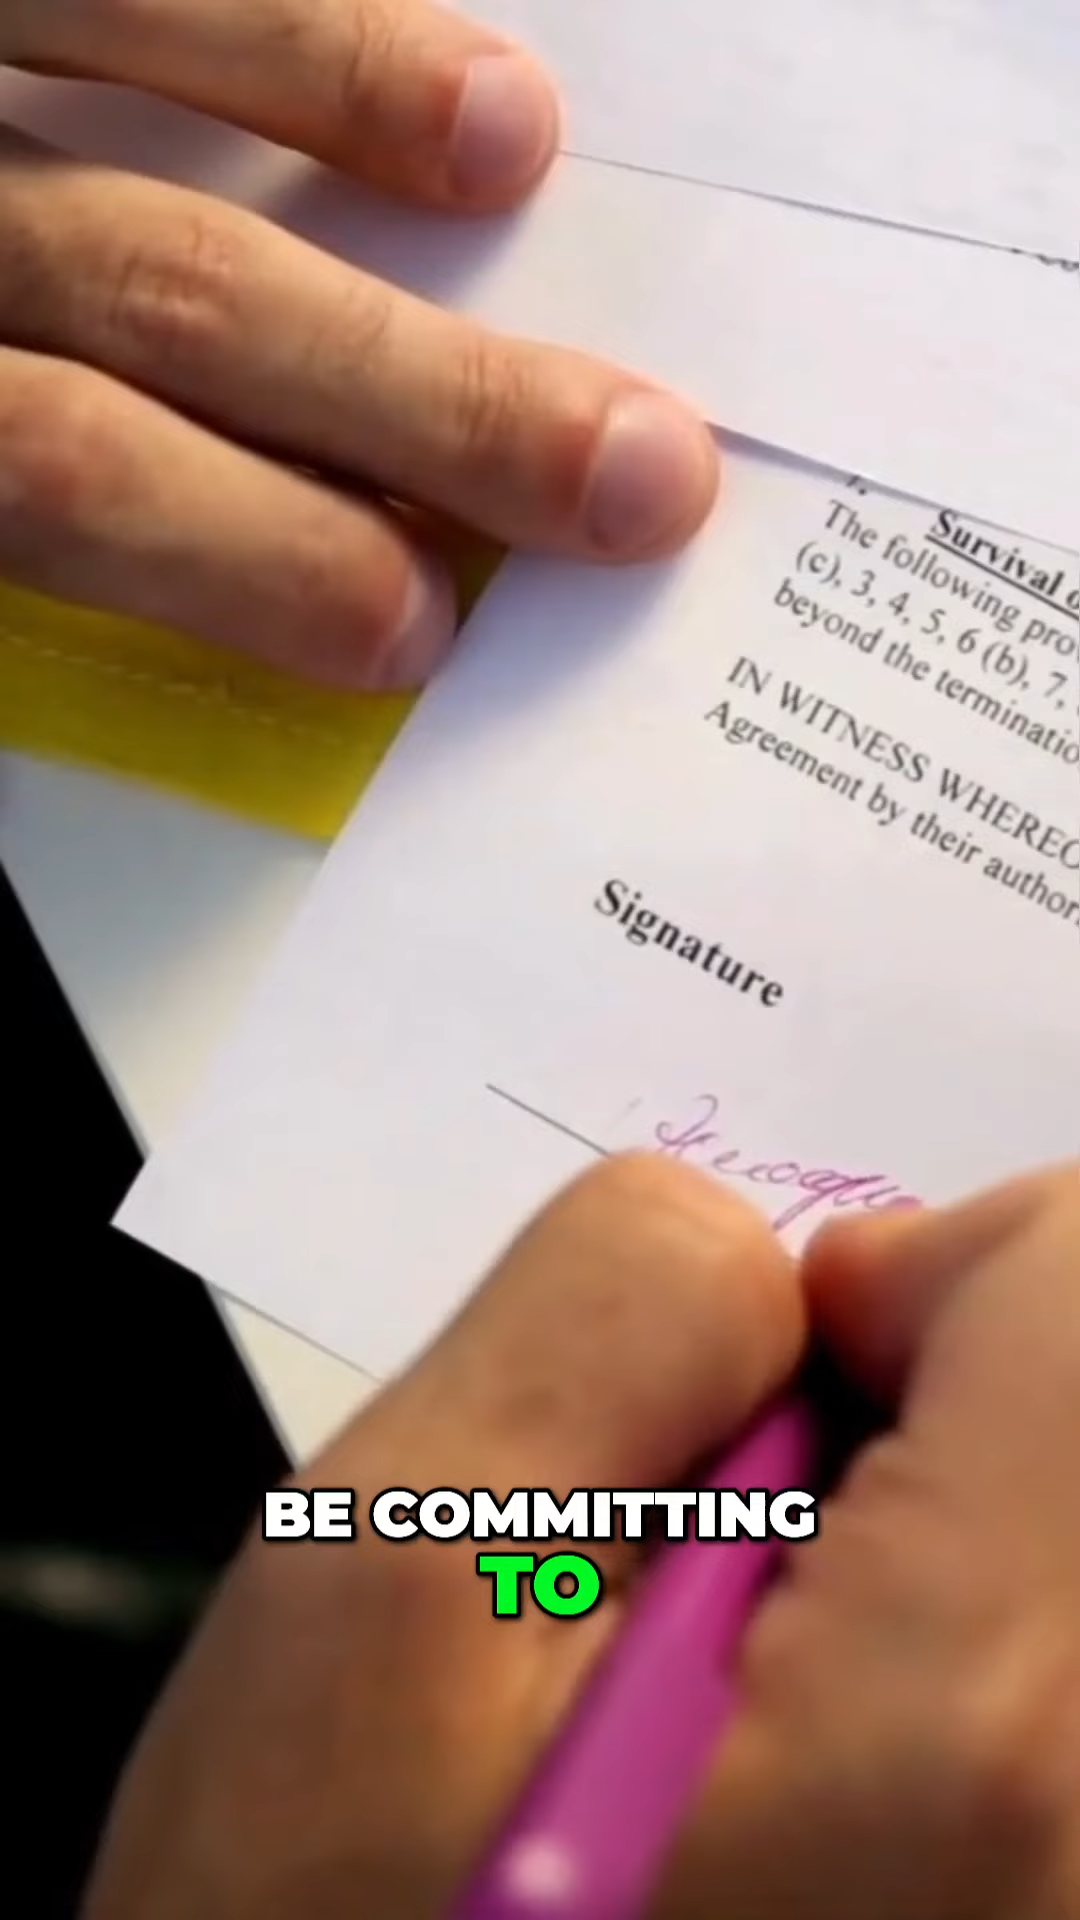 Survival o
The following pro
(c), 3, 4, 5, 6 (b), 7,
beyond the terminatio
IN WITNESS WHEREO
Agreement by their author
Signature
BE COMMITTING
TO